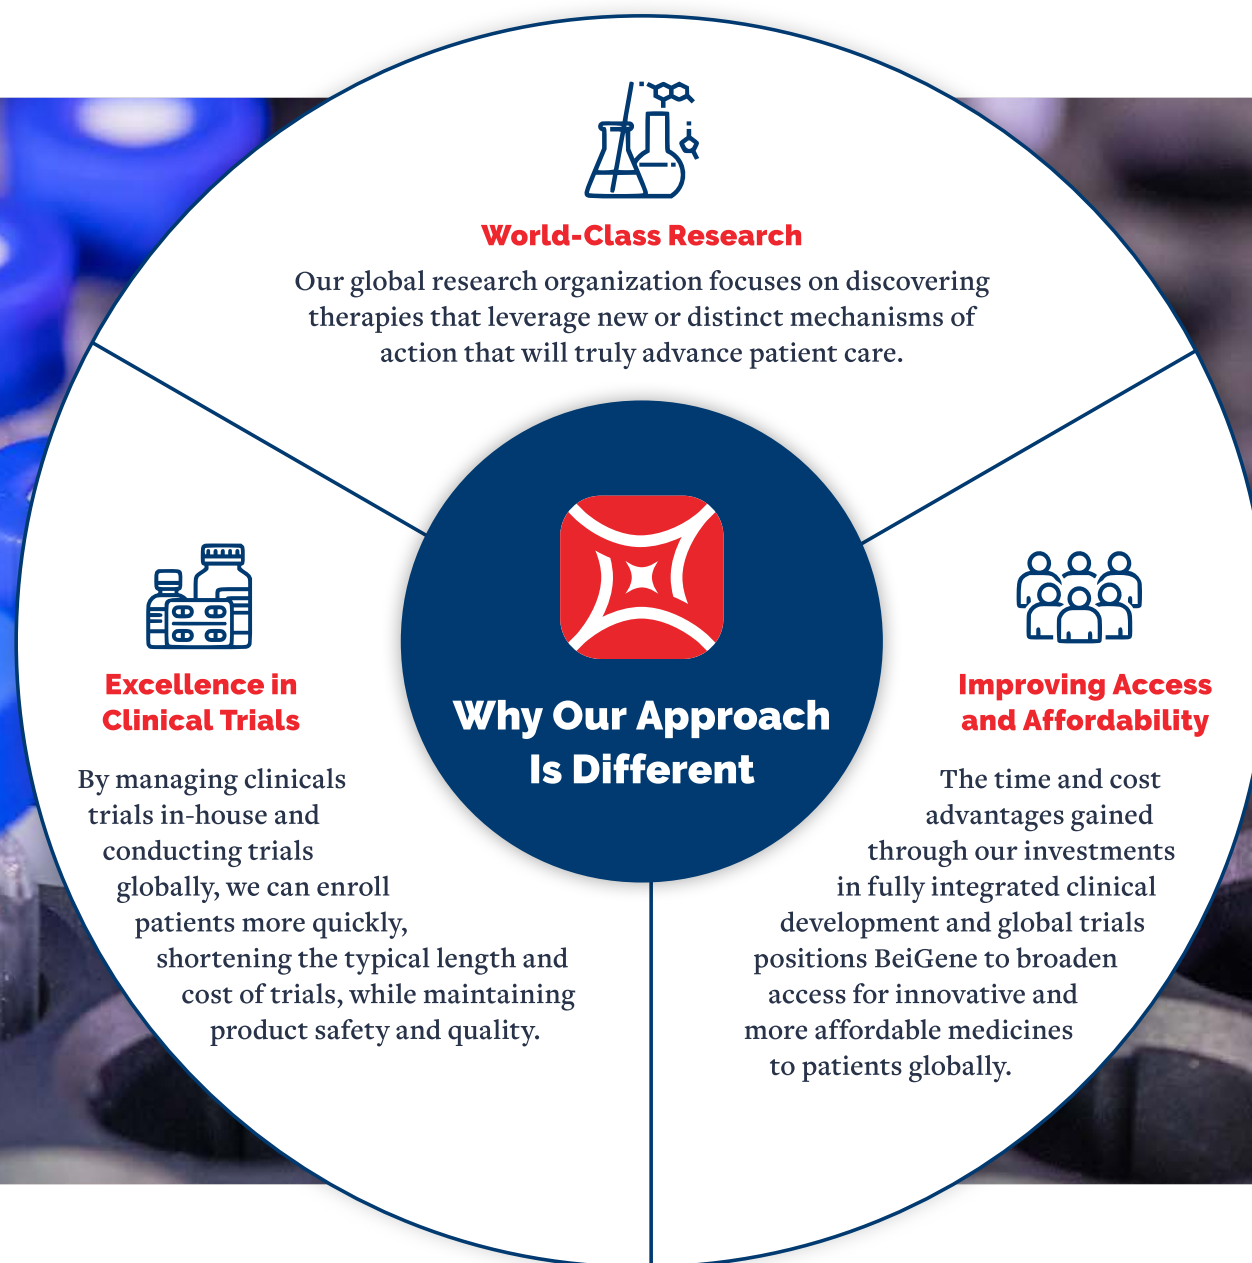 World-Class Research
Our global research organization focuses on discovering
therapies that leverage new or distinct mechanisms of
action that will truly advance patient care.
Why Our Approach
Is Different
Excellence in
Clinical Trials
By managing clinicals
trials in-house and
conducting trials
globally, we can enroll
patients more quickly,
shortening the typical length and
cost of trials, while maintaining
product safety and quality.
Improving Access
and Affordability
The time and cost
advantages gained
through our investments
in fully integrated clinical
development and global trials
positions BeiGene to broaden
access for innovative and
more affordable medicines
to patients globally.